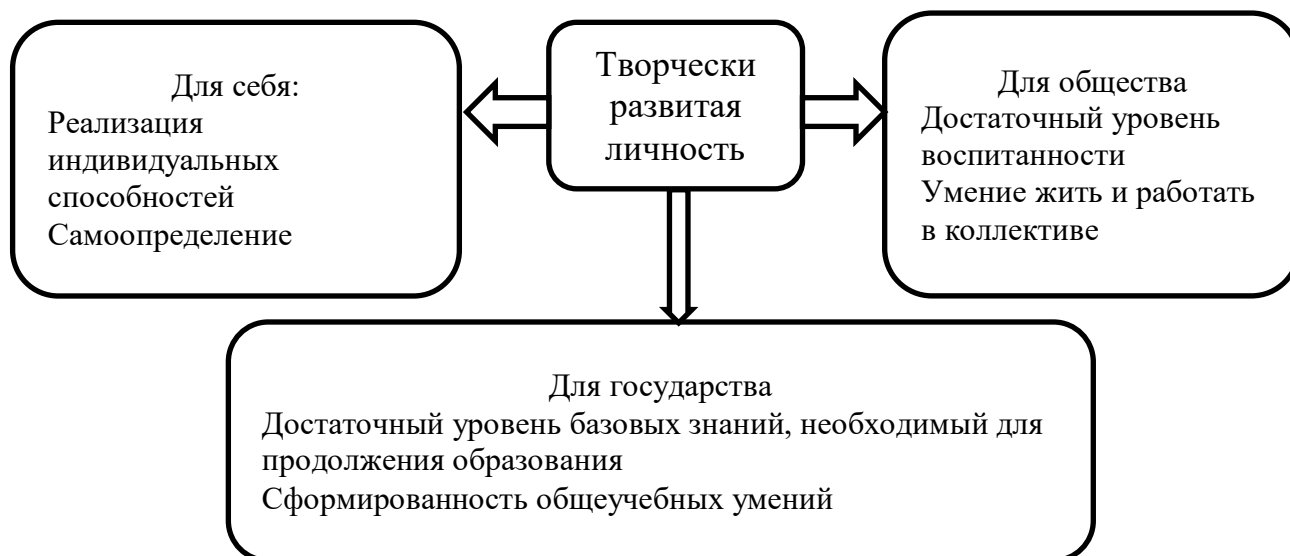 Творчески
развитая
личность
Для себя:
Реализация
индивидуальных
способностей
Самоопределение
Для общества
Достаточный уровень
воспитанности
Умение жить и работать
в коллективе
Для государства
Достаточный уровень базовых знаний, необходимый для
продолжения образования
Сформированность общеучебных умений